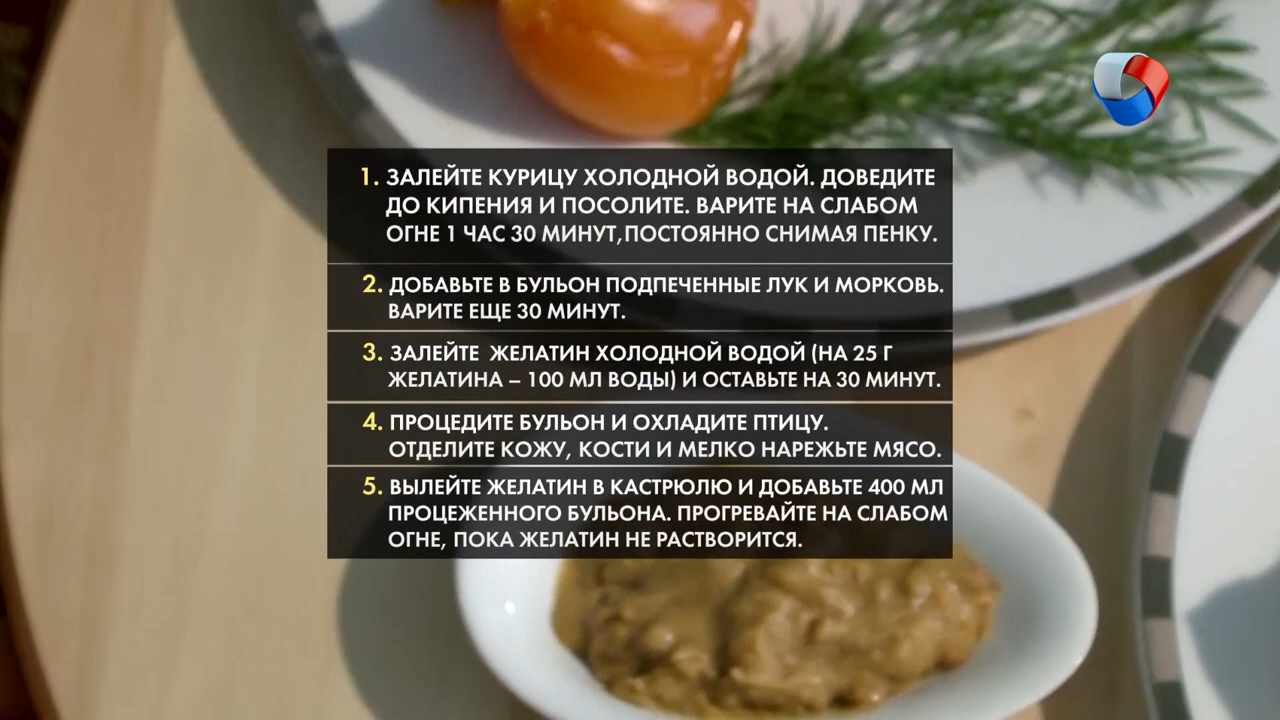 1. ЗАЛЕЙТЕ КУРИЦУ ХОЛОДНОЙ ВОДОЙ. ДОВЕДИТЕ
ДО КИПЕНИЯ И ПОСОЛИТЕ. ВАРИТЕ НА СЛАБОМ
ОГНЕ 1 ЧАС 30 МИНУТ,ПОСТОЯННО СНИМАЯ ПЕНКУ.
2. ДОБАВЬТЕ В БУЛЬОН ПОДПЕЧЕННЫЕ ЛУК И МОРКОВЬ.
ВАРИТЕ ЕЩЕ 30 МИНУТ.
3. ЗАЛЕЙТЕ ЖЕЛАТИН ХОЛОДНОЙ ВОДОЙ (НА 25 Г
ЖЕЛАТИНА – 100 МЛ ВОДЫ) И ОСТАВЬТЕ НА 30 МИНУТ.
4. ПРОЦЕДИТЕ БУЛЬОН И ОХЛАДИТЕ ПТИЦУ.
ОТДЕЛИТЕ КОЖУ, КОСТИ И МЕЛКО НАРЕЖЬТЕ МЯСО.
5. ВЫЛЕЙТЕ ЖЕЛАТИН В КАСТРЮЛЮ И ДОБАВЬТЕ 400 МЛ
ПРОЦЕЖЕННОГО БУЛЬОНА. ПРОГРЕВАЙТЕ НА СЛАБОМ
ОГНЕ, ПОКА ЖЕЛАТИН НЕ РАСТВОРИТСЯ.